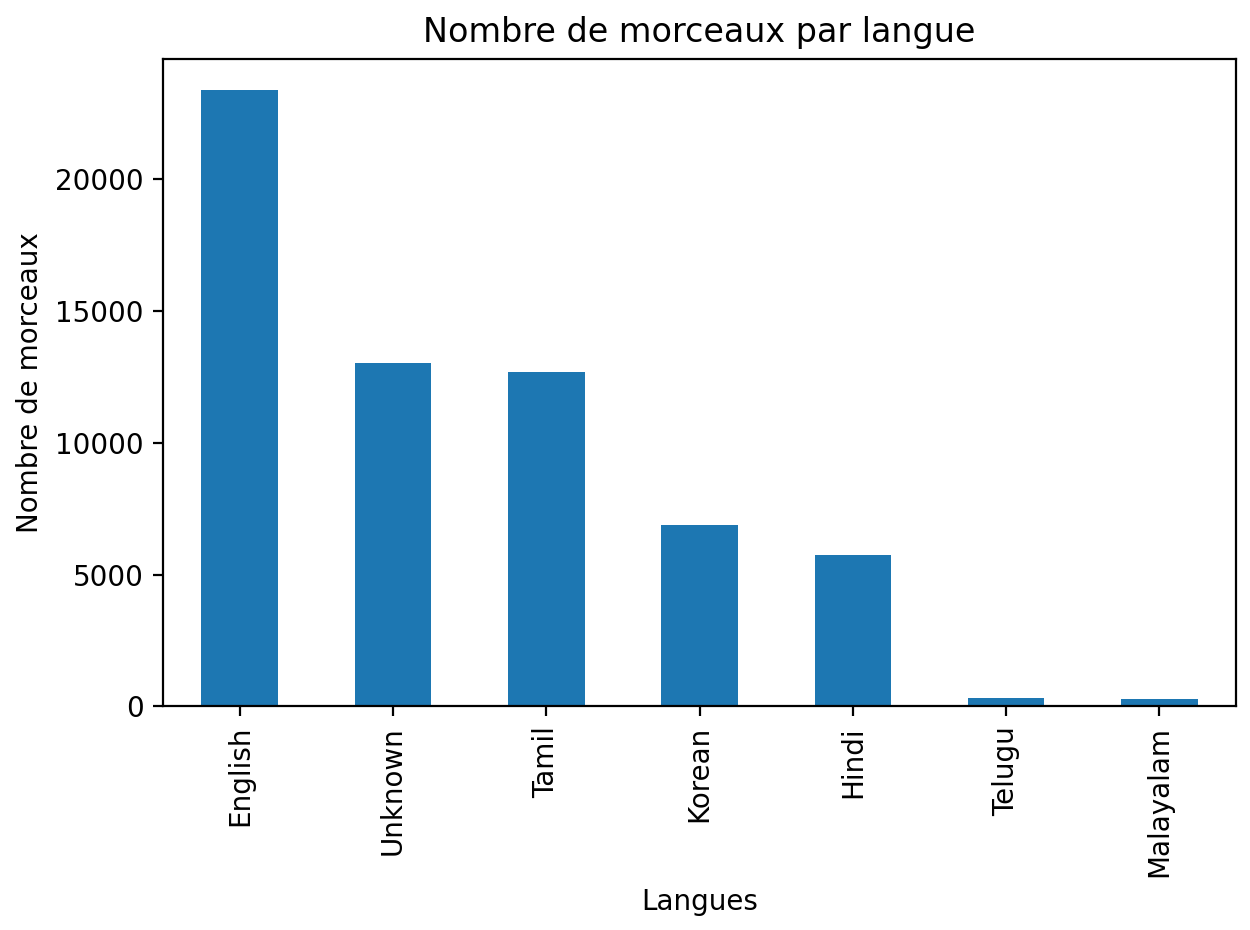 Nombre de morceaux par langue
Nombre de morceaux
20000
15000
10000
5000
0
English
Unknown
Tamil
Korean
Hindi
Telugu
Malayalam
Langues